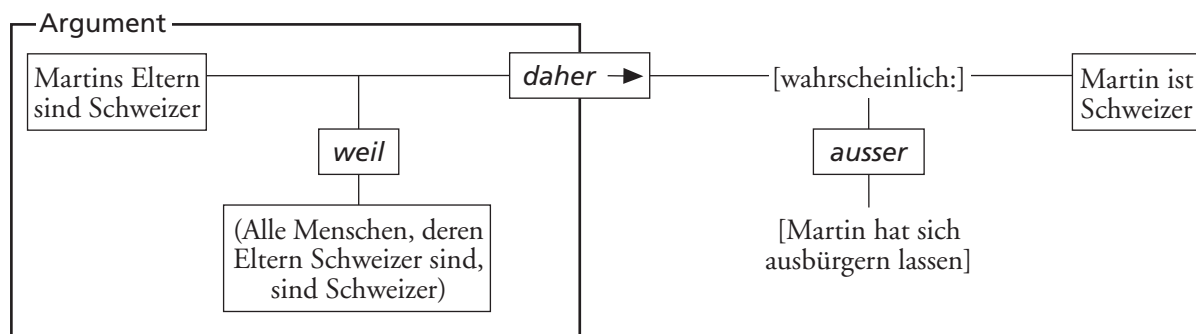 Argument
Martins Eltern
sind Schweizer
daher
[wahrscheinlich:]
Martin ist
Schweizer
weil
ausser
(Alle Menschen, deren
Eltern Schweizer sind,
sind Schweizer)
[Martin hat sich
ausbürgern lassen]